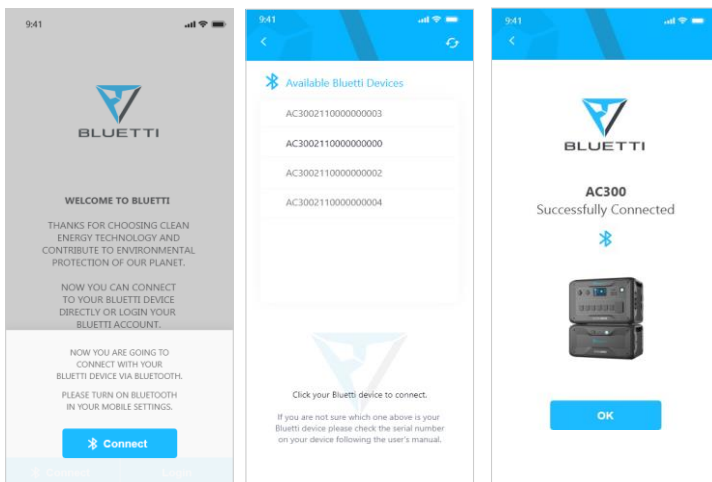 9:41
BLUETTI
WELCOME TO BLUETTI
THANKS FOR CHOOSING CLEAN
ENERGY TECHNOLOGY AND
CONTRIBUTE TO ENVIRONMENTAL
PROTECTION OF OUR PLANET.
NOW YOU CAN CONNECT
TO YOUR BLUETTI DEVICE
DIRECTLY OR LOGIN YOUR
BLUETTI ACCOUNT.
NOW YOU ARE GOING TO
CONNECT WITH YOUR
BLUETTI DEVICE VIA BLUETOOTH.
PLEASE TURN ON BLUETOOTH
IN YOUR MOBILE SETTINGS.
Connect
Connect Login
9:41
Available Bluetti Devices
AC3002110000000003
AC3002110000000000
AC3002110000000002
AC3002110000000004
Click your Bluetti device to connect.
If you are not sure which one above is your
Bluetti device please check the serial number
on your device following the user's manual.
9:41
BLUETTI
AC300
Successfully Connected
OK